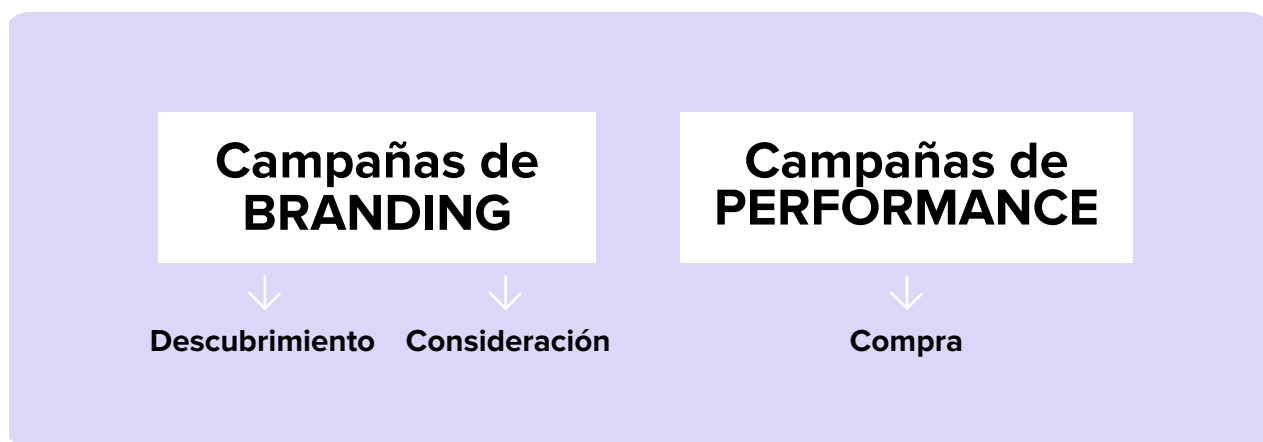 Campañas de
BRANDING
Campañas de
PERFORMANCE
Descubrimiento
Consideración
Compra